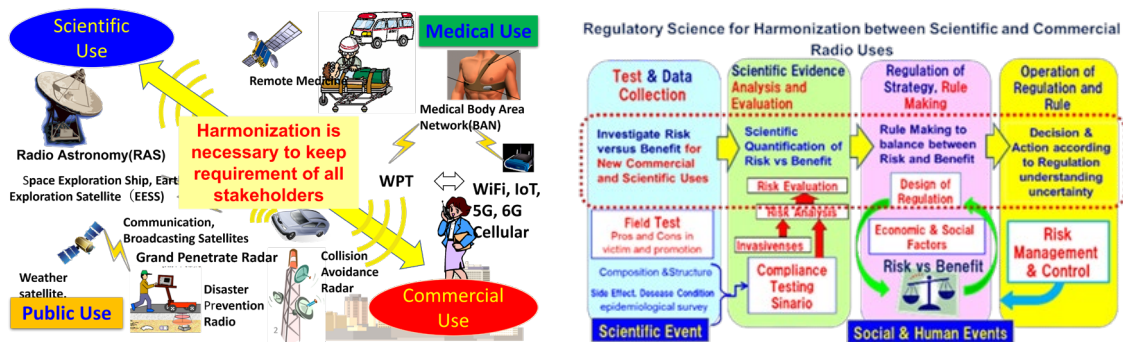 Scientific
Use
Medical Use
Remote Medicine
Medical Body Area
Network(BAN)
Harmonization is
necessary to keep
requirement of all
stakeholders
Radio Astronomy(RAS)
Space Exploration Ship, Earth
Exploration Satellite (EESS)
WPT
WiFi, IoT,
5G, 6G
Cellular
Communication,
Broadcasting Satellites
Grand Penetrate Radar
Collision
Avoidance
Radar
Weather
satellite.
Disaster
Prevention
Radio
2
Public Use
Commercial
Use
Regulatory Science for Harmonization between Scientific and Commercial
Radio Uses
Test & Data
Collection
Investigate Risk
versus Benefit for
New Commercial
and Scientific Uses
Field Test
Pros and Cons in
victim and promotion
Composition &Structure
Side Effect, Desease Condition
epidemiological survey
Scientific Event
Scientific Evidence
Analysis and
Evaluation
Scientific
Quantification of
Risk vs Benefit
Risk Evaluation
Risk Analysis
Invasivenses
Compliance
Testing
Sinario
Regulation of
Strategy, Rule
Making
Rule Making to
balance between
Risk and Benefit
Design of
Regulation
Economic & Social
Factors
Risk vs Benefit
Social & Human Events
Operation of
Regulation and
Rule
Decision &
Action according
to Regulation
understanding
uncertainty
Risk
Management
& Control